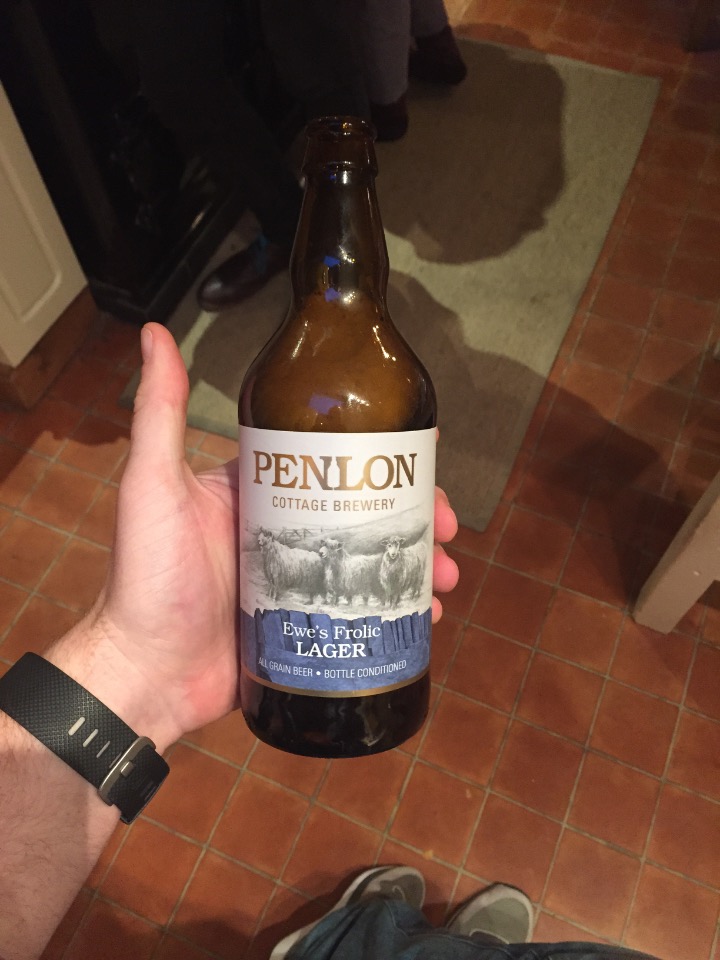 PENLON
COTTAGE BREWERY
Ewe's Frolic
LAGER
ALL GRAIN BEER • BOTTLE CONDITIONED